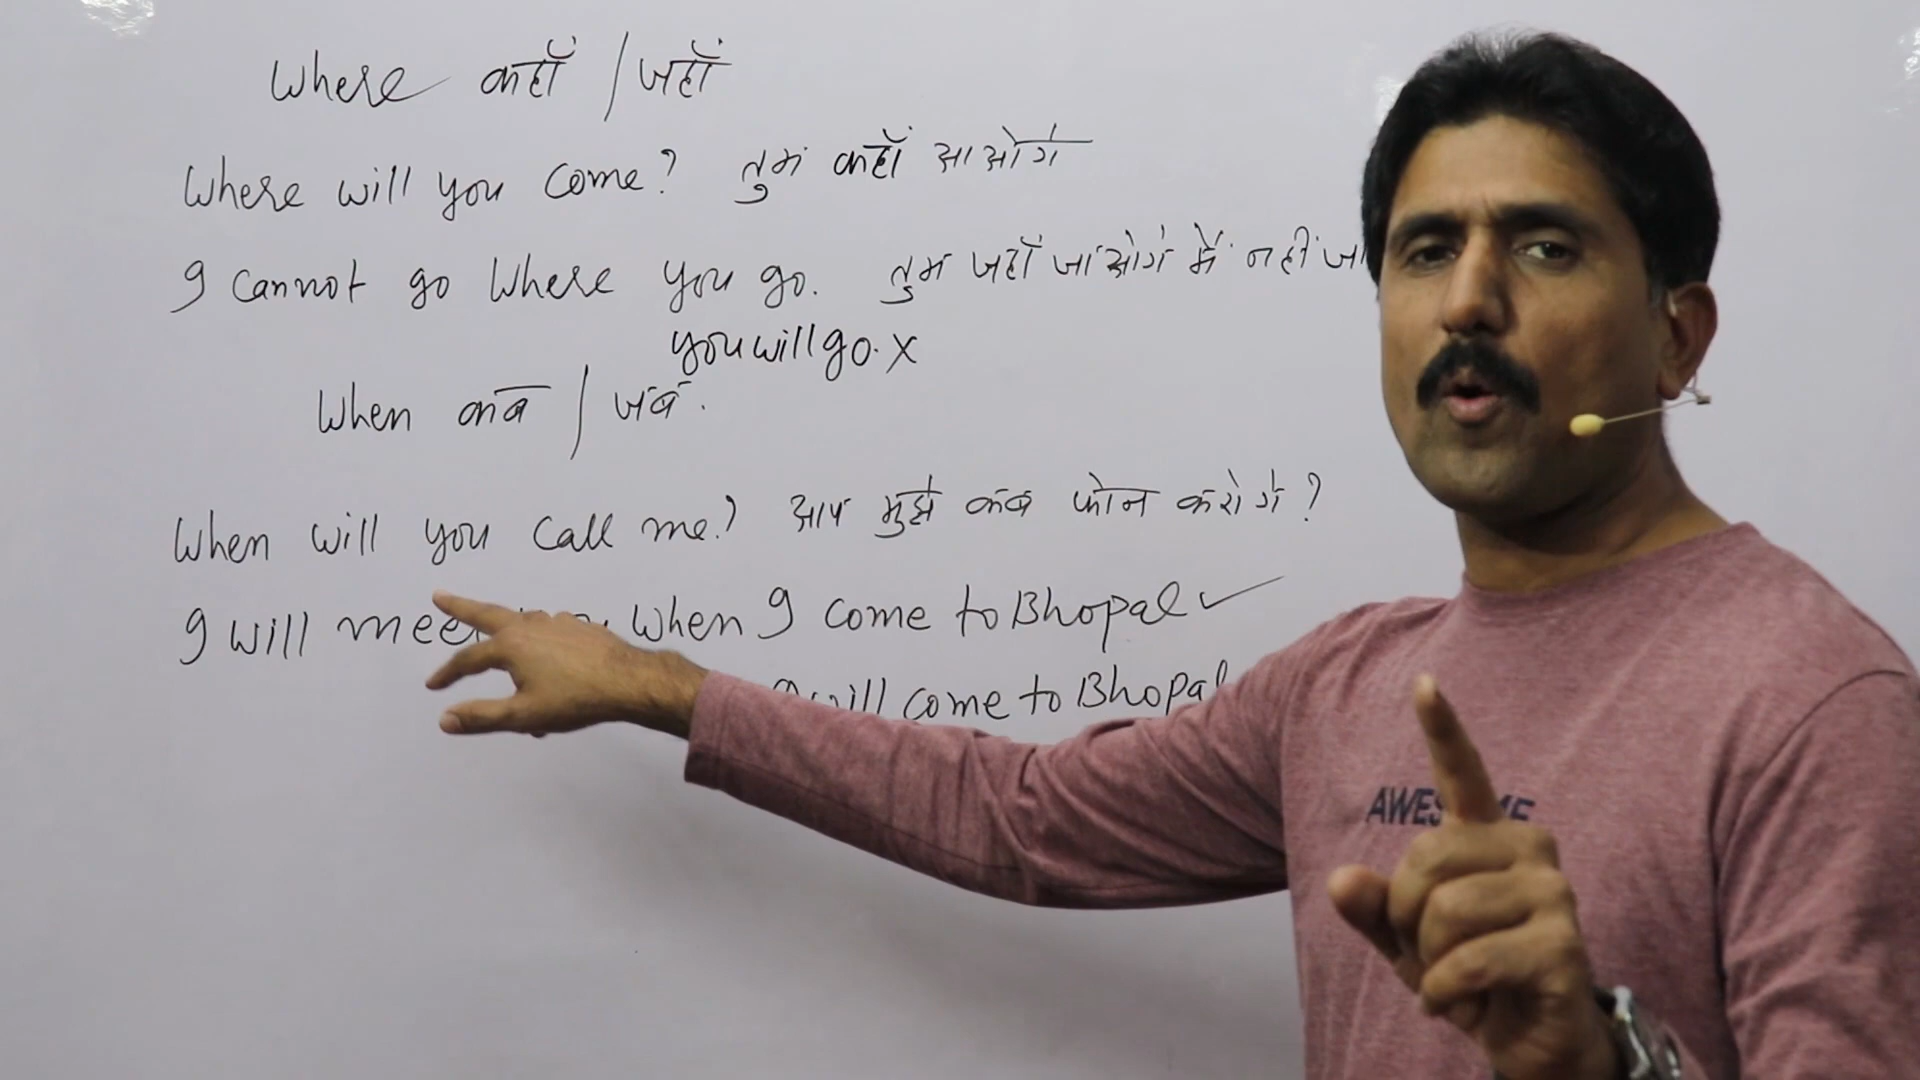 Where कहाँ / जहाँ
Where will you come? तुम कहाँ आओगे
I cannot go where you go. तुम जहाँ जाओगे मैं नहीं जा
you will go. x
When कब / जब.
When will you call me? आप मुझे कब फोन करोगे?
I will mee when I come to Bhopal ✓
will come to Bhopal
AWES ME